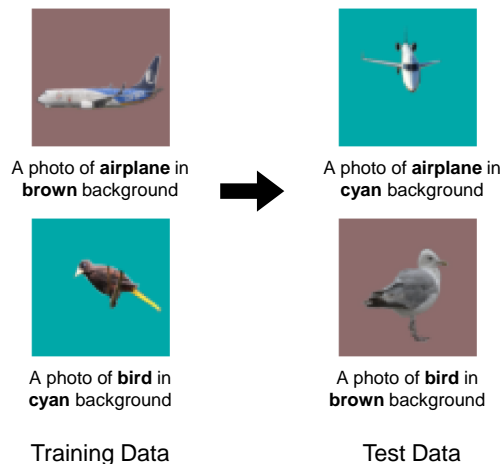 A photo of airplane in
brown background
A photo of airplane in
cyan background
A photo of bird in
cyan background
A photo of bird in
brown background
Training Data
Test Data